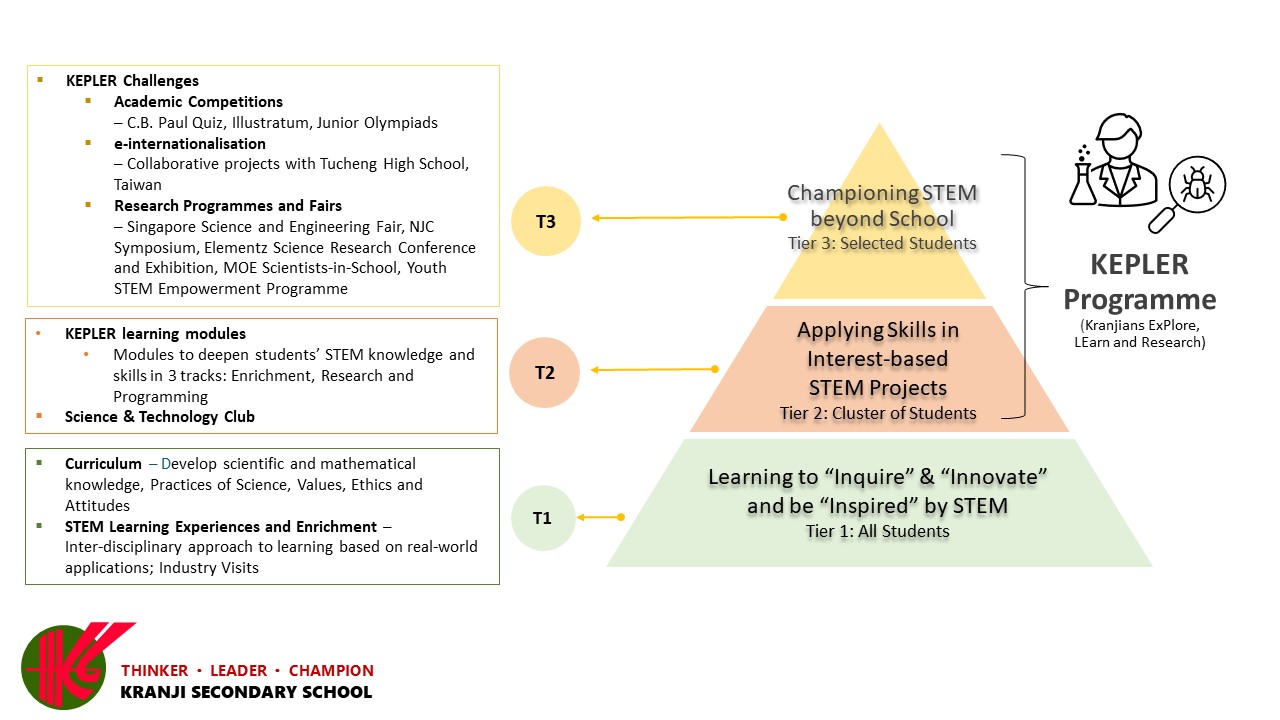 KEPLER Challenges
Academic Competitions
– C.B. Paul Quiz, Illustratum, Junior Olympiads
e-internationalisation
– Collaborative projects with Tucheng High School,
Taiwan
Research Programmes and Fairs
– Singapore Science and Engineering Fair, NJC
Symposium, Elementz Science Research Conference
and Exhibition, MOE Scientists-in-School, Youth
STEM Empowerment Programme
KEPLER learning modules
Modules to deepen students’ STEM knowledge and
skills in 3 tracks: Enrichment, Research and
Programming
Science & Technology Club
Curriculum – Develop scientific and mathematical
knowledge, Practices of Science, Values, Ethics and
Attitudes
STEM Learning Experiences and Enrichment –
Inter-disciplinary approach to learning based on real-world
applications; Industry Visits
T3
T2
T1
Championing STEM
beyond School
Tier 3: Selected Students
Applying Skills in
Interest-based
STEM Projects
Tier 2: Cluster of Students
Learning to “Inquire” & “Innovate”
and be “Inspired” by STEM
Tier 1: All Students
KEPLER
Programme
(Kranjians ExPlore,
LEarn and Research)
THINKER · LEADER · CHAMPION
KRANJI SECONDARY SCHOOL